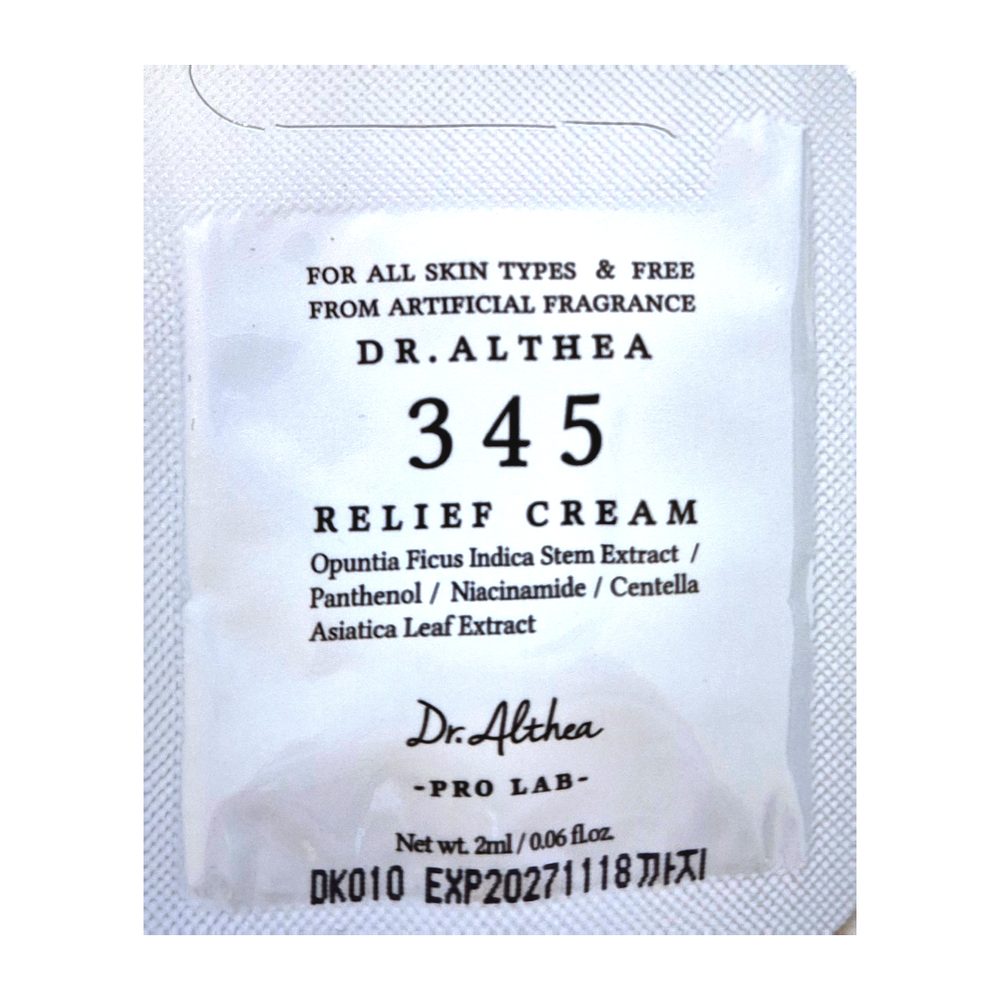 FOR ALL SKIN TYPES & FREE
FROM ARTIFICIAL FRAGRANCE
DR.ALTHEA
345
RELIEF CREAM
Opuntia Ficus Indica Stem Extract /
Panthenol / Niacinamide / Centella
Asiatica Leaf Extract
Dr.Althea
-PRO LAB-
Net wt. 2ml / 0.06 fl.oz.
DK010 EXP20271118까지